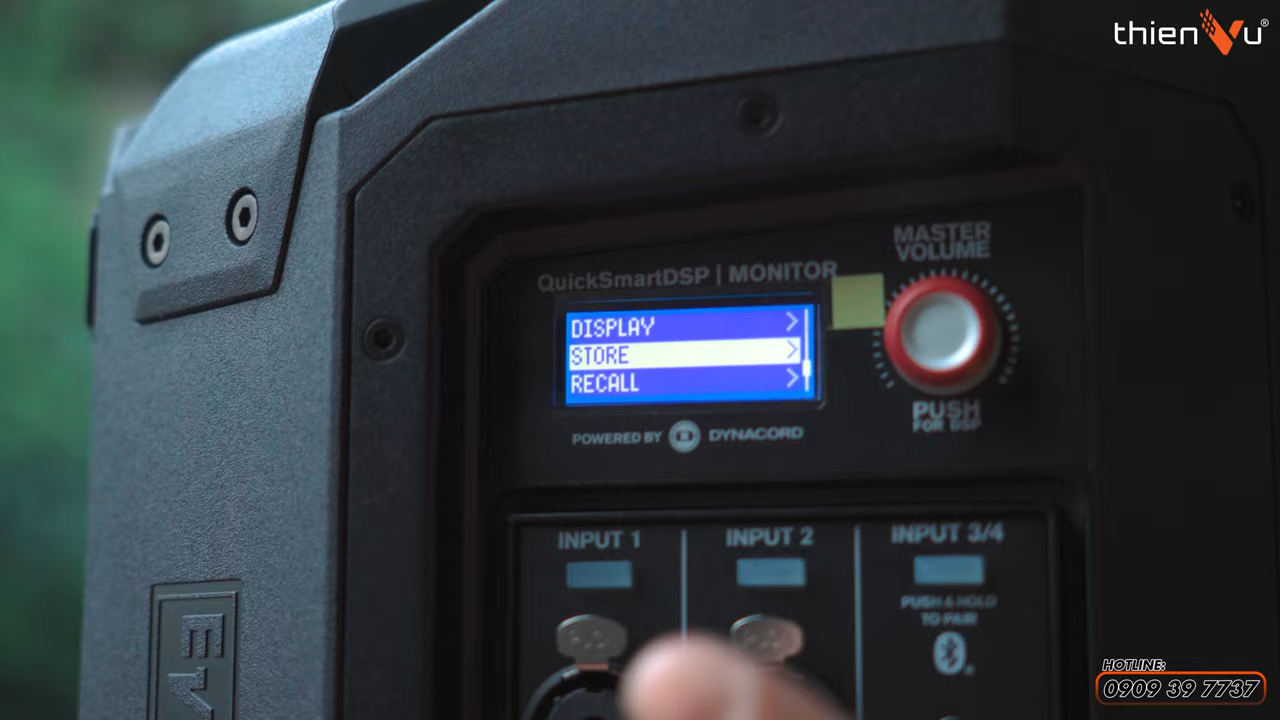 thienVu®
MASTER
VOLUME
QuickSmartDSP | MONITOR
DISPLAY
STORE
RECALL
PUSH
FOR DSP
POWERED BY DYNACORD
INPUT 1
INPUT 2
INPUT 3/4
PUSH & HOLD
TO PAIR
EV
HOTLINE:
0909 39 7737